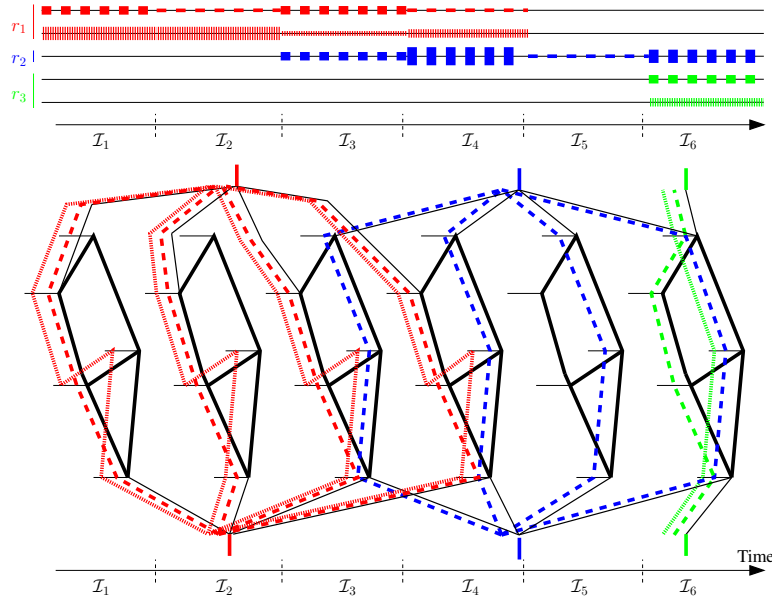 r₁
r₂
r₃
ℐ₁ ℐ₂ ℐ₃ ℐ₄ ℐ₅ ℐ₆
Time
ℐ₁ ℐ₂ ℐ₃ ℐ₄ ℐ₅ ℐ₆